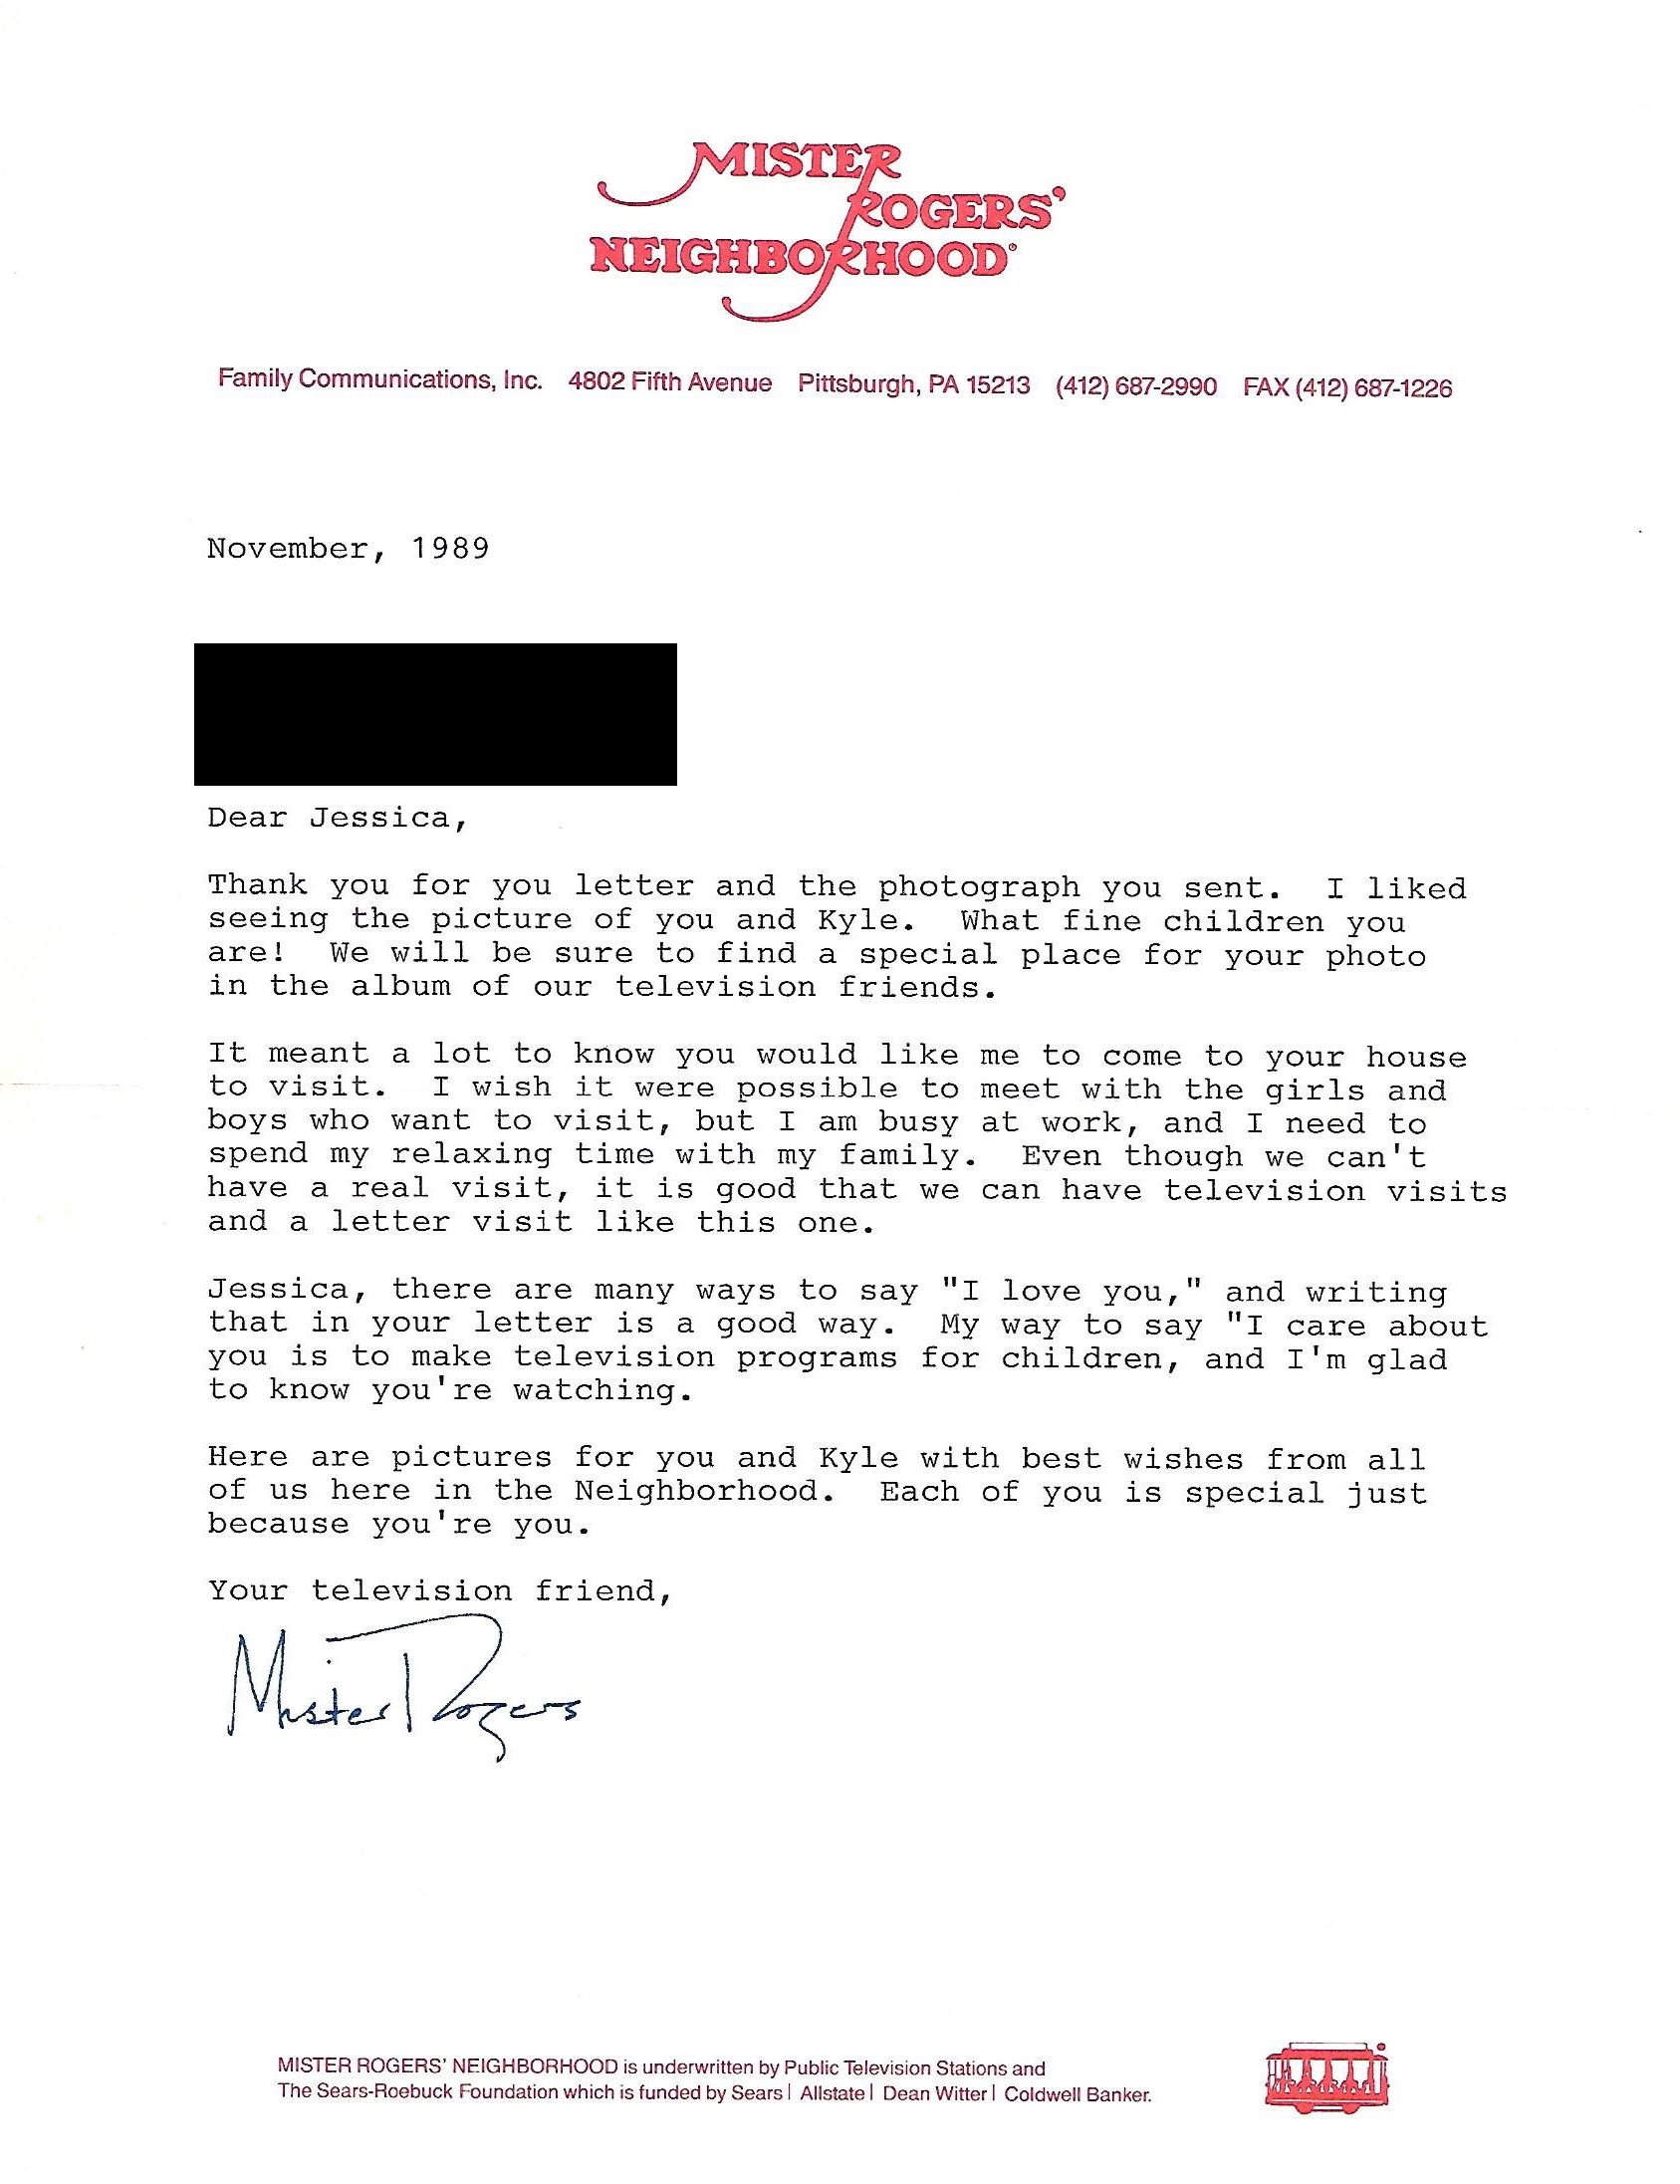 MISTER
ROGERS'
NEIGHBORHOOD®
Family Communications, Inc. 4802 Fifth Avenue Pittsburgh, PA 15213 (412) 687-2990 FAX (412) 687-1226
November, 1989
Dear Jessica,
Thank you for you letter and the photograph you sent. I liked
seeing the picture of you and Kyle. What fine children you
are! We will be sure to find a special place for your photo
in the album of our television friends.
It meant a lot to know you would like me to come to your house
to visit. I wish it were possible to meet with the girls and
boys who want to visit, but I am busy at work, and I need to
spend my relaxing time with my family. Even though we can't
have a real visit, it is good that we can have television visits
and a letter visit like this one.
Jessica, there are many ways to say "I love you," and writing
that in your letter is a good way. My way to say "I care about
you is to make television programs for children, and I'm glad
to know you're watching.
Here are pictures for you and Kyle with best wishes from all
of us here in the Neighborhood. Each of you is special just
because you're you.
Your television friend,
Mister Rogers
MISTER ROGERS' NEIGHBORHOOD is underwritten by Public Television Stations and
The Sears-Roebuck Foundation which is funded by Sears | Allstate | Dean Witter | Coldwell Banker.